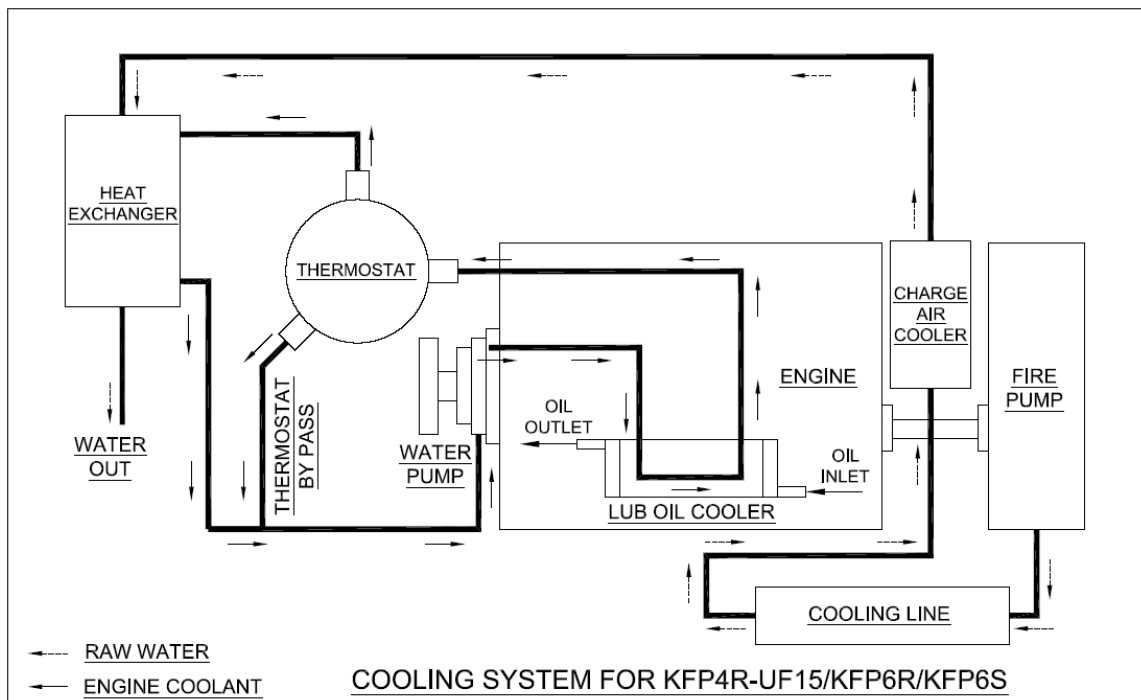 HEAT
EXCHANGER
THERMOSTAT
CHARGE
AIR
COOLER
ENGINE
FIRE
PUMP
OIL
OUTLET
WATER
OUT
THERMOSTAT
BY PASS
WATER
PUMP
OIL
INLET
LUB OIL COOLER
COOLING LINE
RAW WATER
ENGINE COOLANT
COOLING SYSTEM FOR KFP4R-UF15/KFP6R/KFP6S